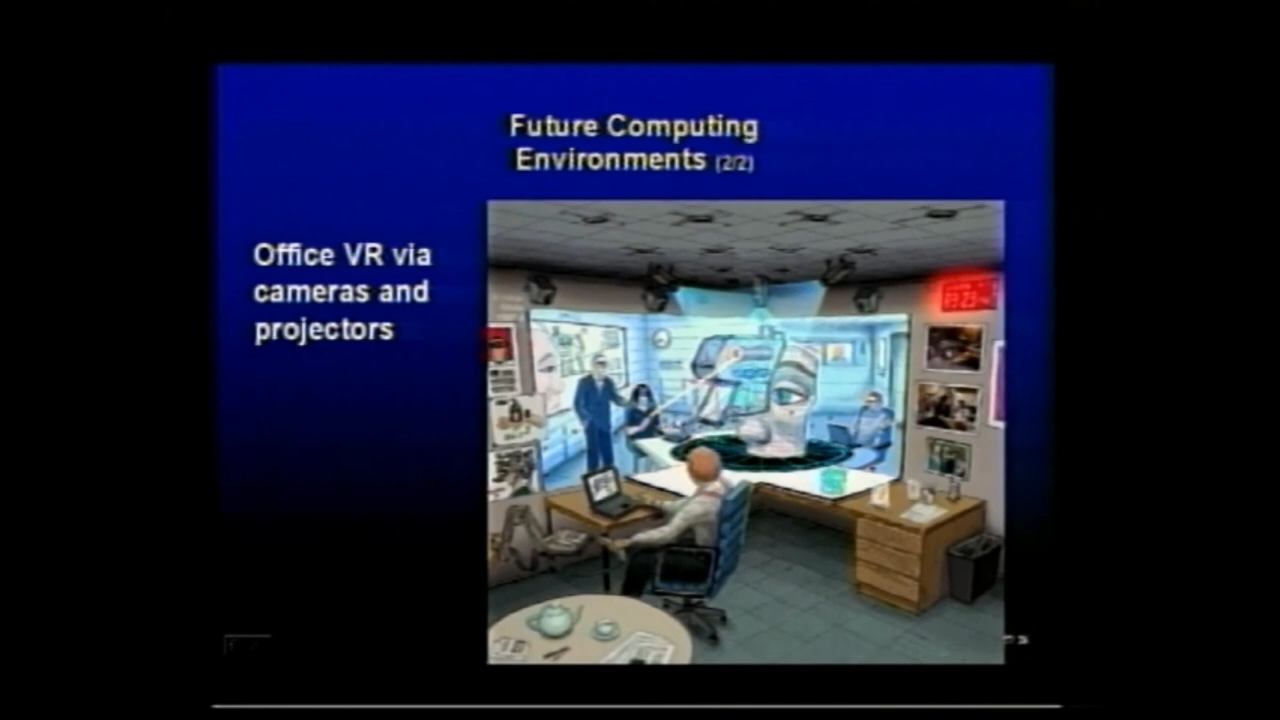 Future Computing
Environments (2/2)
Office VR via
cameras and
projectors